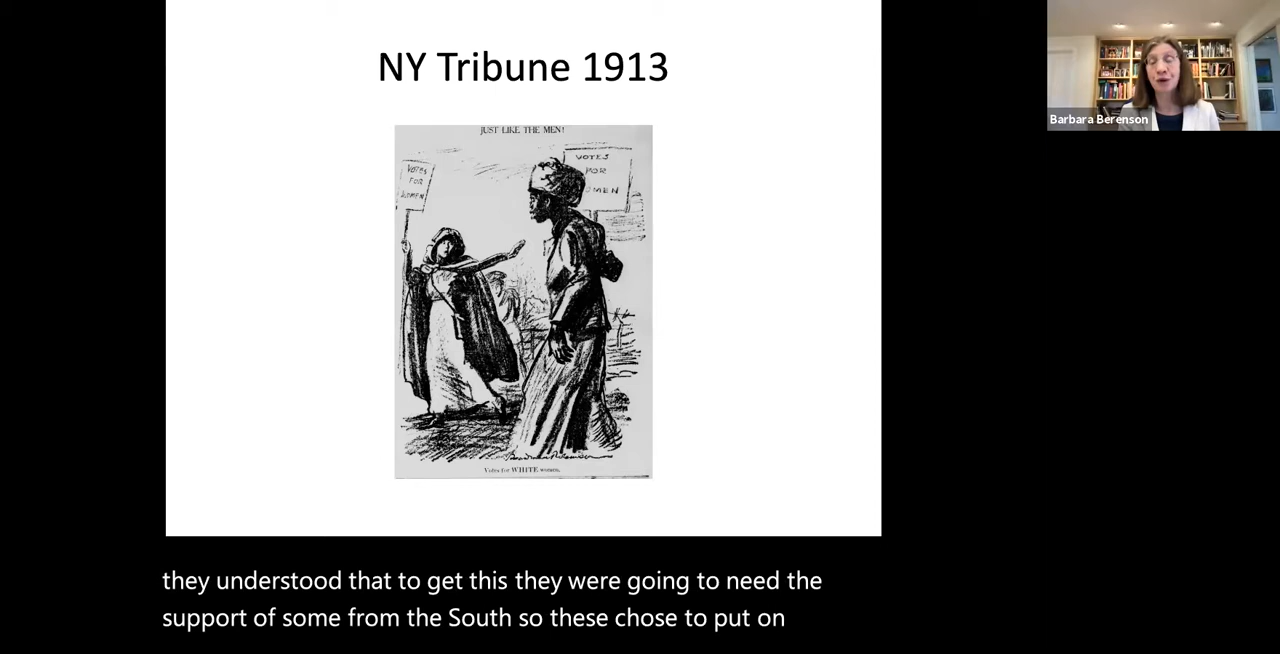 NY Tribune 1913
Barbara Berenson
JUST LIKE THE MEN!
VOTES
FOR
WOMEN
VOTES
FOR
OMEN
Votes for WHITE women.
they understood that to get this they were going to need the
support of some from the South so these chose to put on